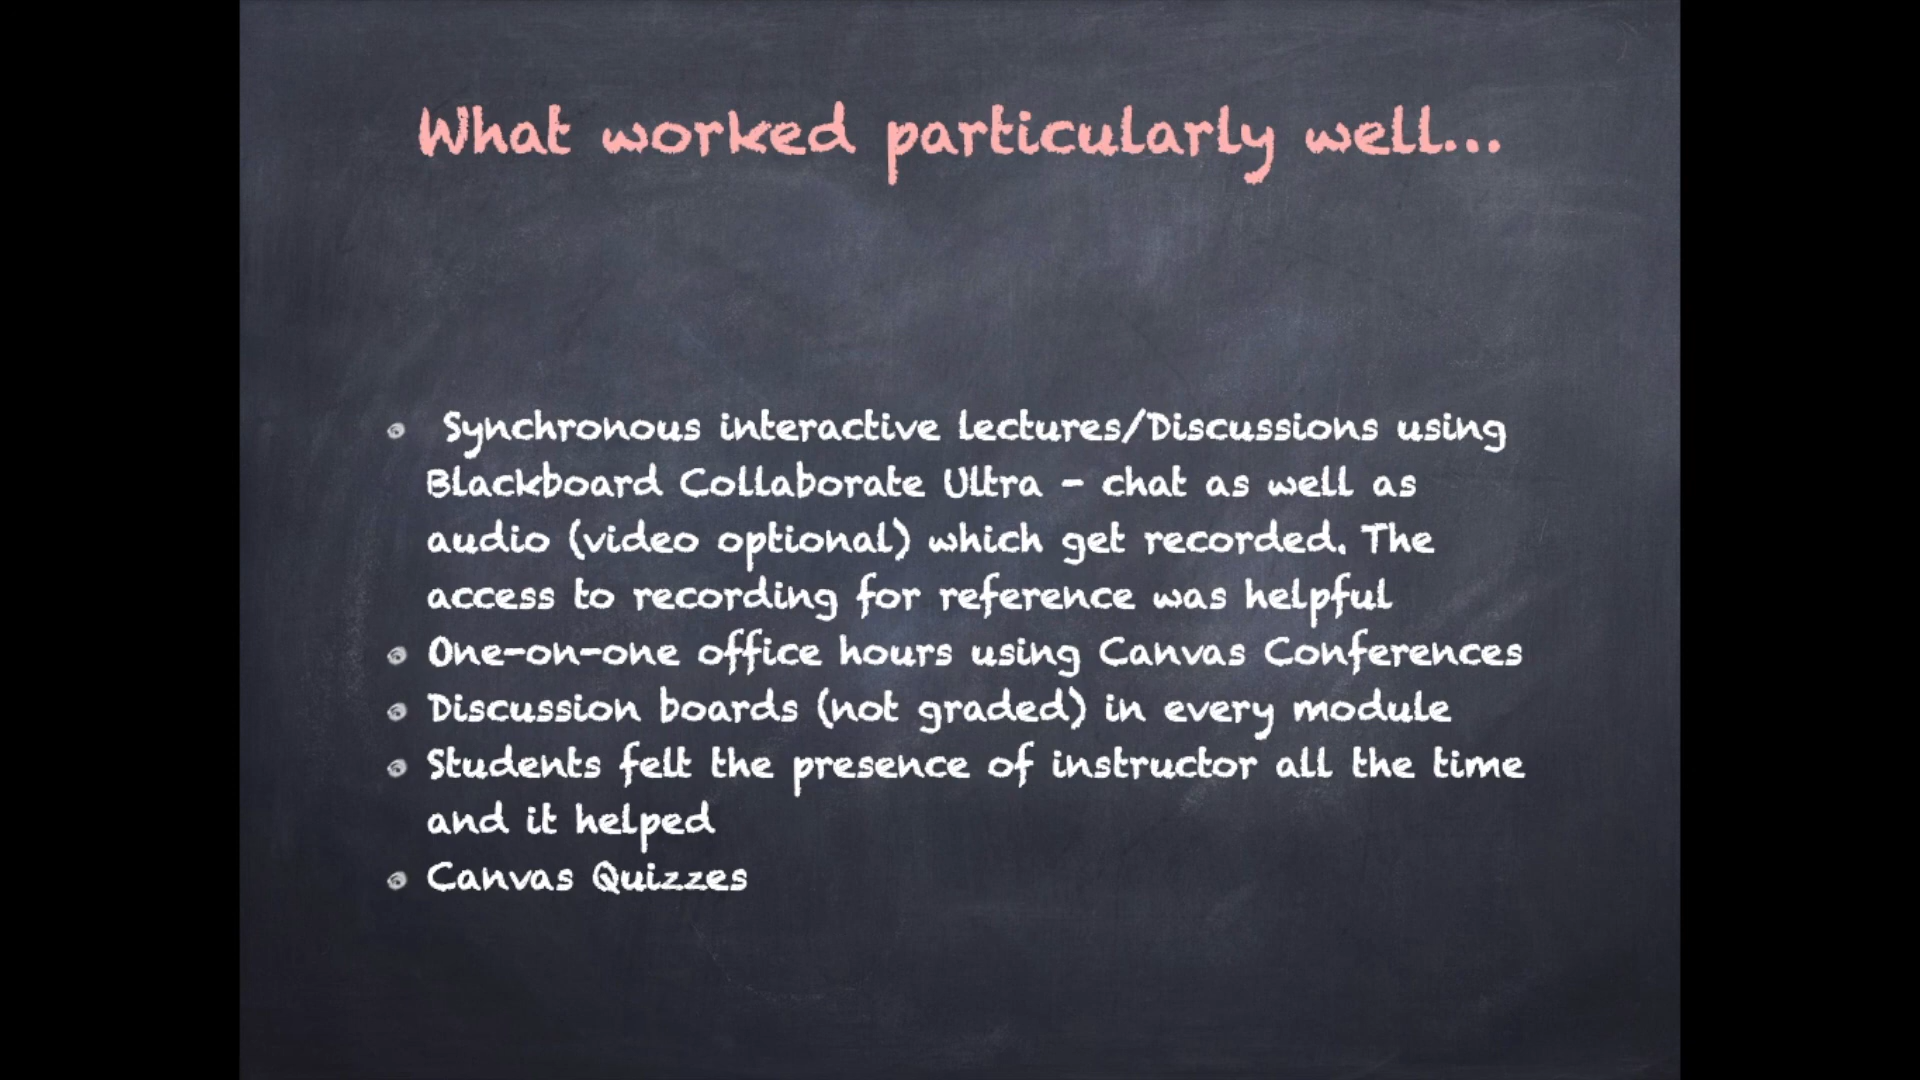 What worked particularly well...
Synchronous interactive lectures/Discussions using
Blackboard Collaborate Ultra - chat as well as
audio (video optional) which get recorded. The
access to recording for reference was helpful
One-on-one office hours using Canvas Conferences
Discussion boards (not graded) in every module
Students felt the presence of instructor all the time
and it helped
Canvas Quizzes